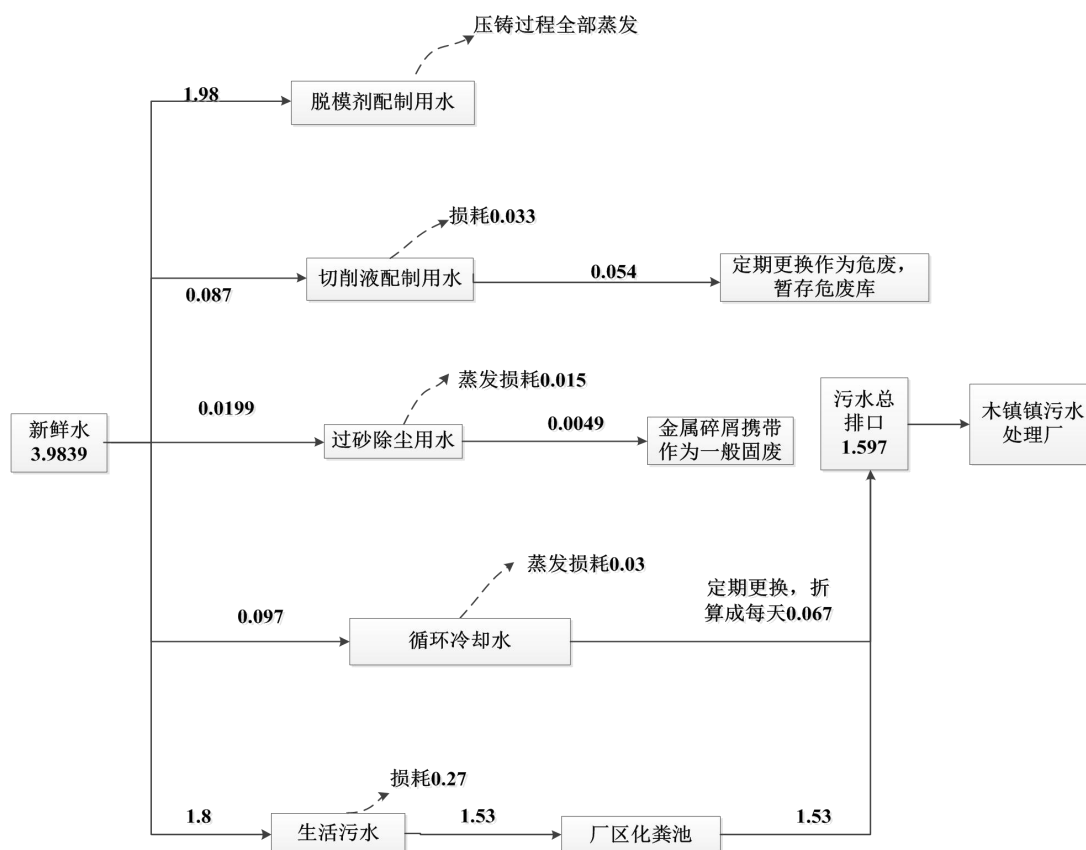 压铸过程全部蒸发
1.98
脱模剂配制用水
损耗0.033
0.087
切削液配制用水
0.054
定期更换作为危废，
暂存危废库
新鲜水
3.9839
0.0199
蒸发损耗0.015
过砂除尘用水
0.0049
金属碎屑携带
作为一般固废
污水总
排口
1.597
木镇镇污水
处理厂
蒸发损耗0.03
0.097
循环冷却水
定期更换，折
算成每天0.067
损耗0.27
1.8
生活污水
1.53
厂区化粪池
1.53